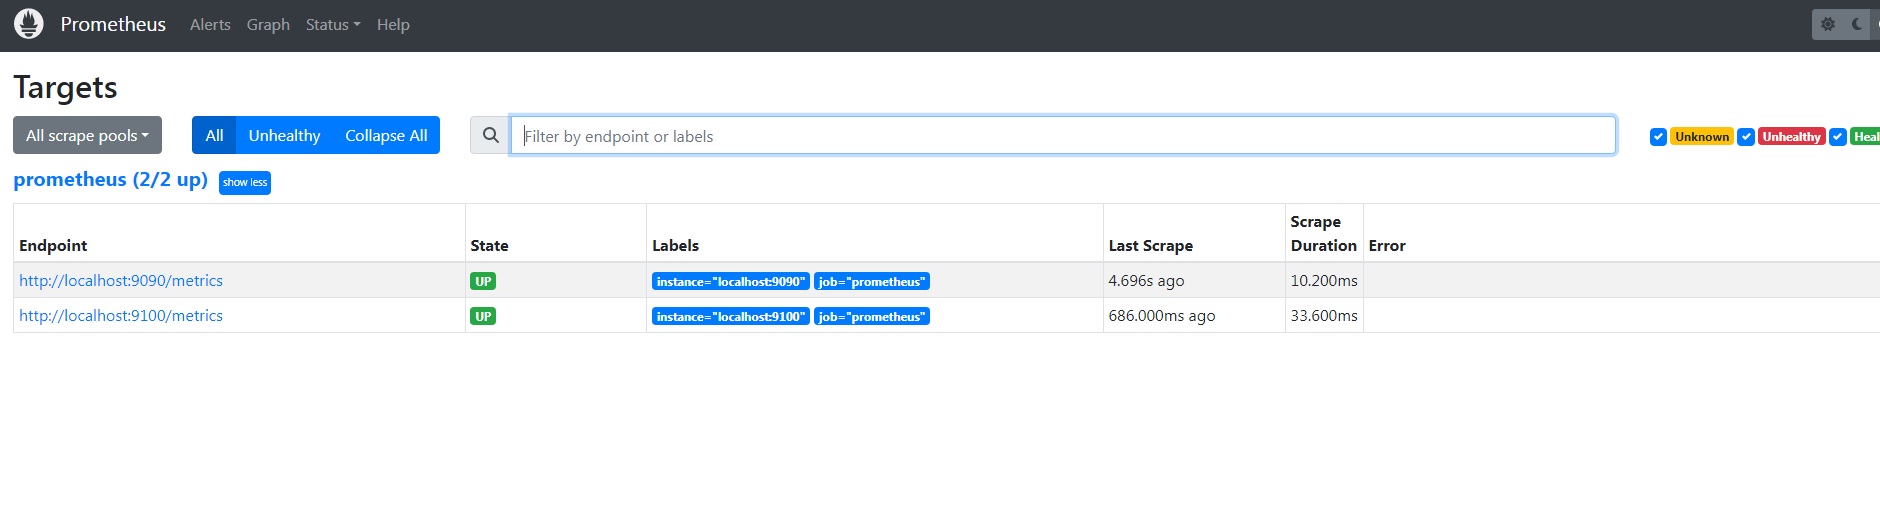 Prometheus Alerts Graph Status Help
Targets
All scrape pools All Unhealthy Collapse All Filter by endpoint or labels Unknown Unhealthy
prometheus (2/2 up) show less
Endpoint State Labels Last Scrape Scrape Duration Error
http://localhost:9090/metrics UP instance="localhost:9090" job="prometheus" 4.696s ago 10.200ms
http://localhost:9100/metrics UP instance="localhost:9100" job="prometheus" 686.000ms ago 33.600ms